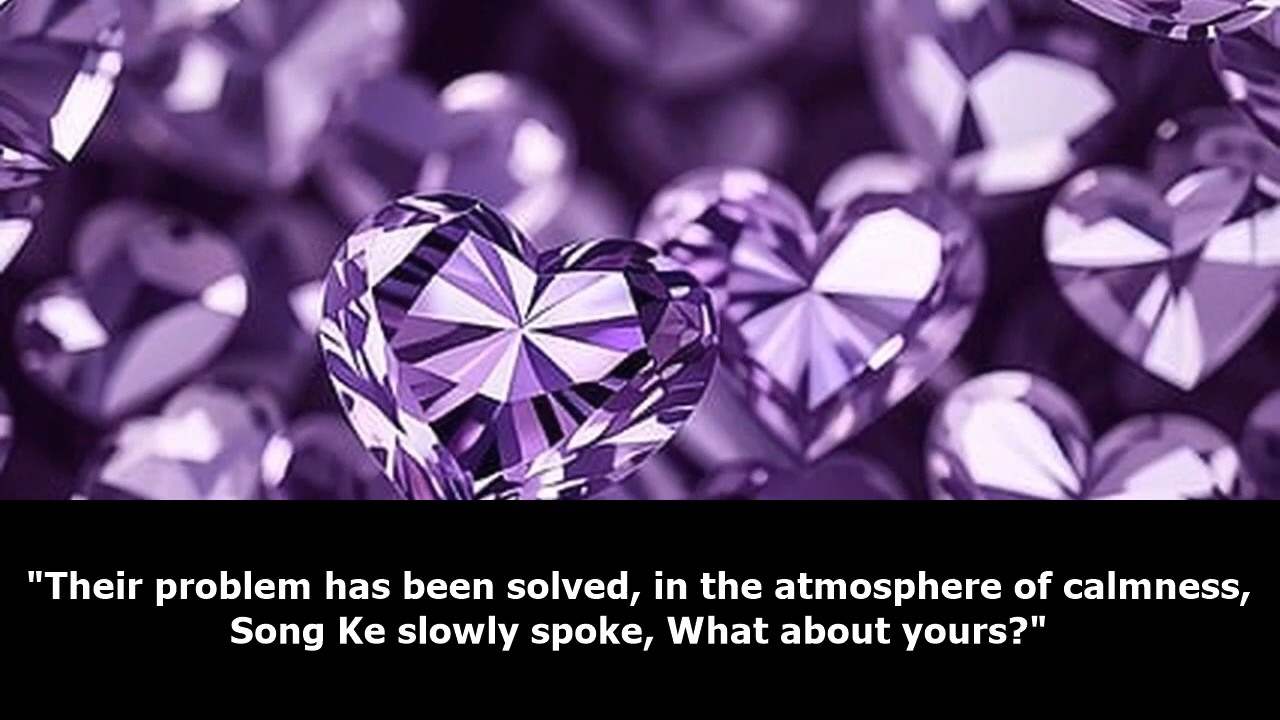 "Their problem has been solved, in the atmosphere of calmness,
Song Ke slowly spoke, What about yours?"